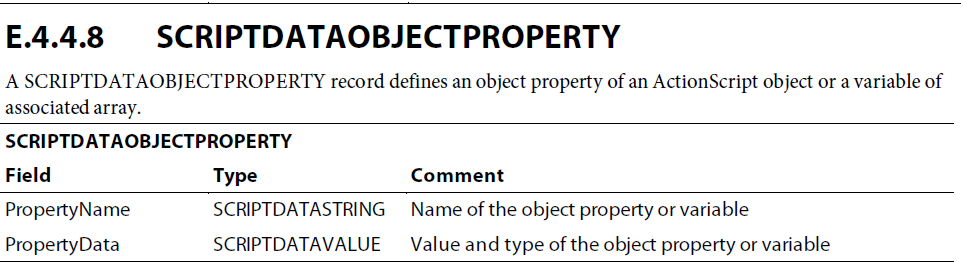 E.4.4.8 SCRIPTDATAOBJECTPROPERTY
A SCRIPTDATAOBJECTPROPERTY record defines an object property of an ActionScript object or a variable of
associated array.
SCRIPTDATAOBJECTPROPERTY
Field Type Comment
PropertyName SCRIPTDATASTRING Name of the object property or variable
PropertyData SCRIPTDATAVALUE Value and type of the object property or variable